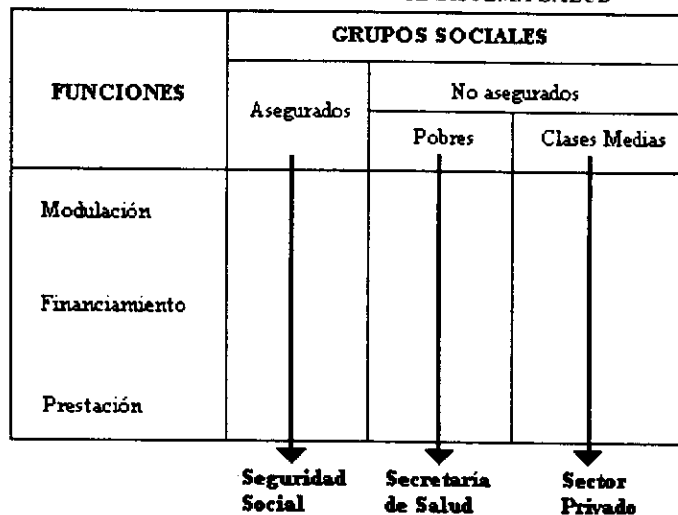 GRUPOS SOCIALES
FUNCIONES
Asegurados
No asegurados
Pobres
Clases Medias
Modulación
Financiamiento
Prestación
Seguridad
Social
Secretaría
de Salud
Sector
Privado